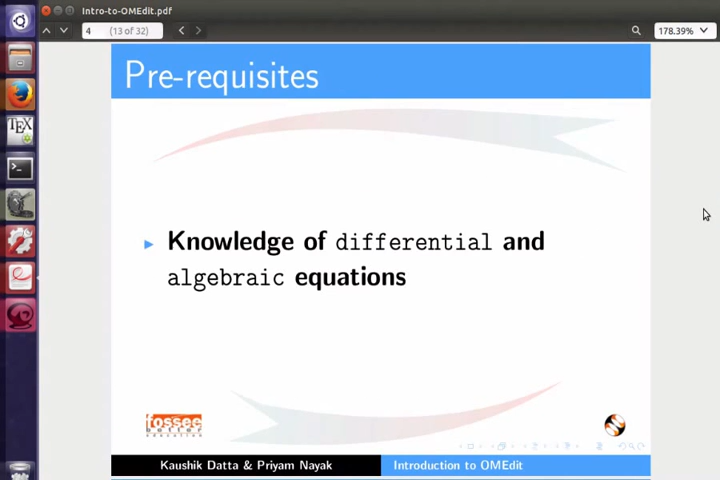 Intro-to-OMEdit.pdf
4 (13 of 32) 178.39%
Pre-requisites
Knowledge of differential and
algebraic equations
fossee
Kaushik Datta & Priyam Nayak Introduction to OMEdit